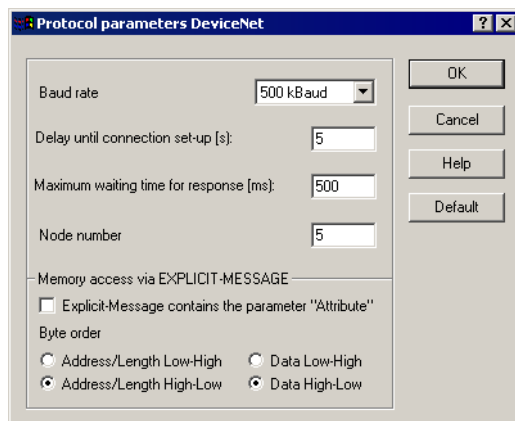 Protocol parameters DeviceNet
Baud rate 500 kBaud
Delay until connection set-up [s]: 5
Maximum waiting time for response [ms]: 500
Node number 5
OK
Cancel
Help
Default
Memory access via EXPLICIT-MESSAGE
Explicit-Message contains the parameter "Attribute"
Byte order
Address/Length Low-High Data Low-High
Address/Length High-Low Data High-Low